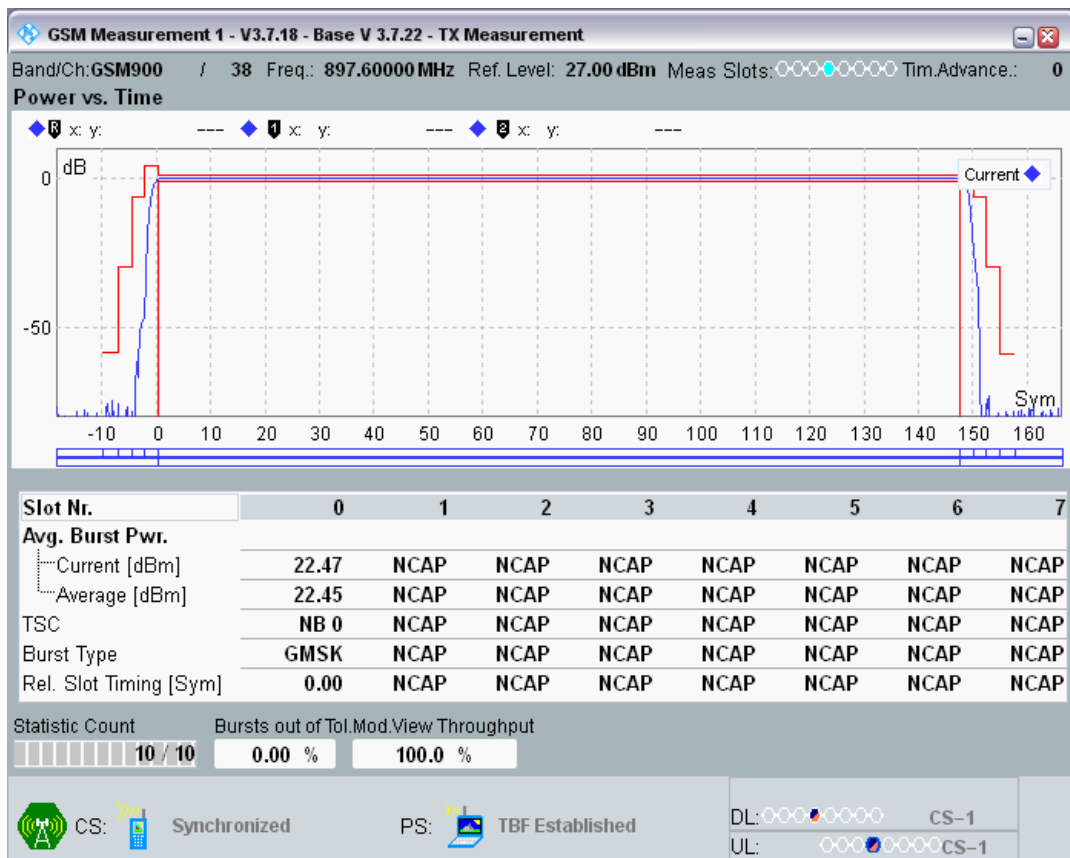 GSM Measurement 1 - V3.7.18 - Base V 3.7.22 - TX Measurement
Band/Ch:GSM900 / 38 Freq.: 897.60000 MHz Ref. Level: 27.00 dBm Meas Slots: Tim.Advance.: 0
Power vs. Time
R x: y: --- 1 x: y: --- 2 x: y: ---
dB
Current
0
-50
Sym
-10 0 10 20 30 40 50 60 70 80 90 100 110 120 130 140 150 160
Slot Nr. 0 1 2 3 4 5 6 7
Avg. Burst Pwr.
Current [dBm] 22.47 NCAP NCAP NCAP NCAP NCAP NCAP NCAP
Average [dBm] 22.45 NCAP NCAP NCAP NCAP NCAP NCAP NCAP
TSC NB 0 NCAP NCAP NCAP NCAP NCAP NCAP NCAP
Burst Type GMSK NCAP NCAP NCAP NCAP NCAP NCAP NCAP
Rel. Slot Timing [Sym] 0.00 NCAP NCAP NCAP NCAP NCAP NCAP NCAP
Statistic Count Bursts out of Tol.Mod.View Throughput
10 / 10 0.00 % 100.0 %
CS: Synchronized PS: TBF Established
DL: CS-1
UL: CS-1